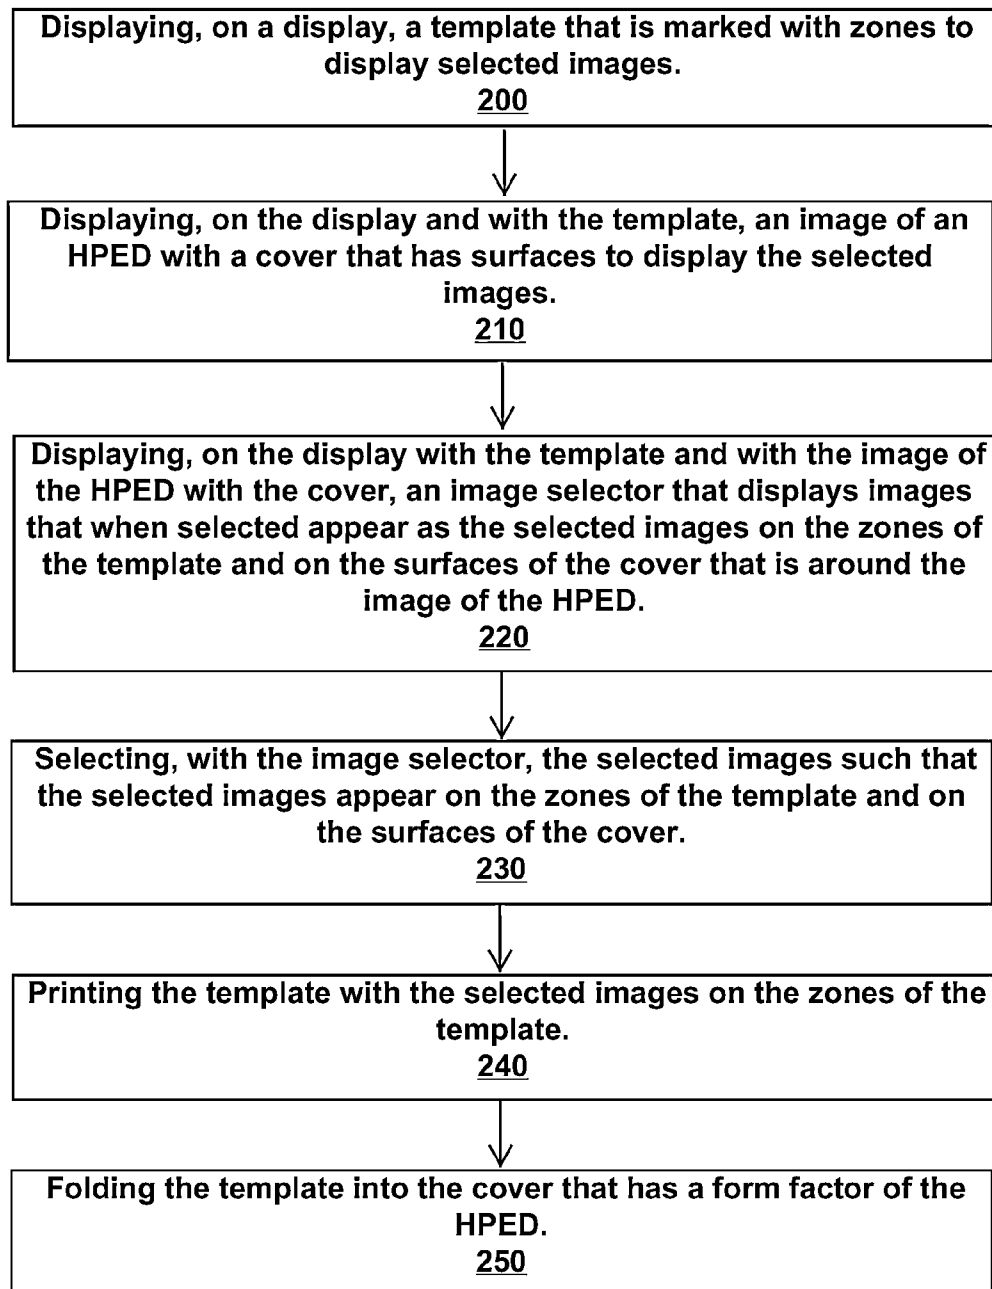 Displaying, on a display, a template that is marked with zones to
display selected images.
200
Displaying, on the display and with the template, an image of an
HPED with a cover that has surfaces to display the selected
images.
210
Displaying, on the display with the template and with the image of
the HPED with the cover, an image selector that displays images
that when selected appear as the selected images on the zones of
the template and on the surfaces of the cover that is around the
image of the HPED.
220
Selecting, with the image selector, the selected images such that
the selected images appear on the zones of the template and on
the surfaces of the cover.
230
Printing the template with the selected images on the zones of the
template.
240
Folding the template into the cover that has a form factor of the
HPED.
250